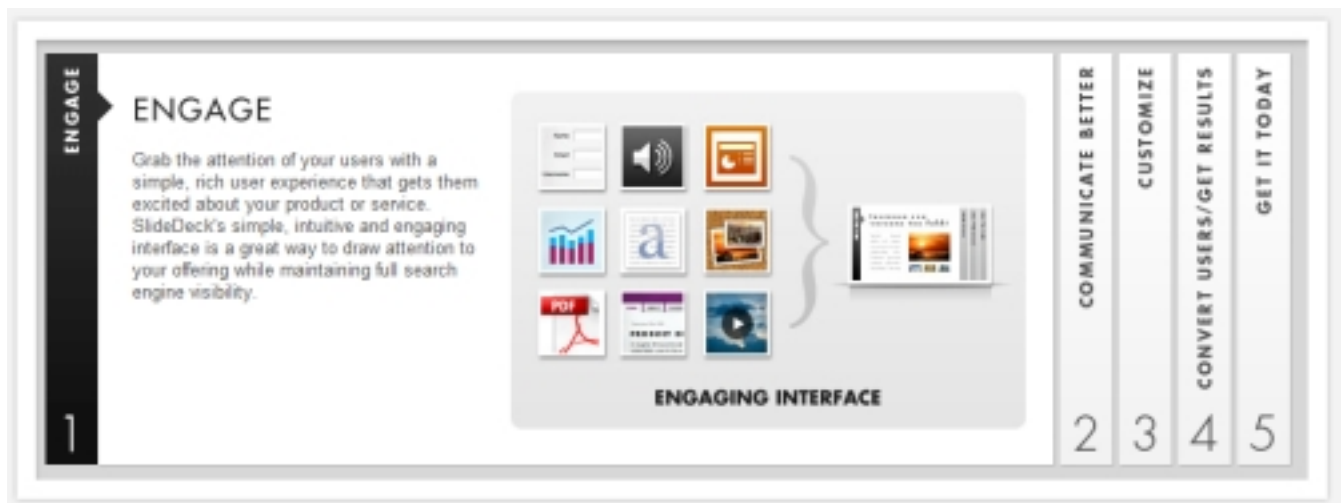 ENGAGE
1
ENGAGE
Grab the attention of your users with a
simple, rich user experience that gets them
excited about your product or service.
SlideDeck's simple, intuitive and engaging
interface is a great way to draw attention to
your offering while maintaining full search
engine visibility.
a
PDF
ENGAGING INTERFACE
COMMUNICATE BETTER
2
CUSTOMIZE
3
CONVERT USERS/GET RESULTS
4
GET IT TODAY
5